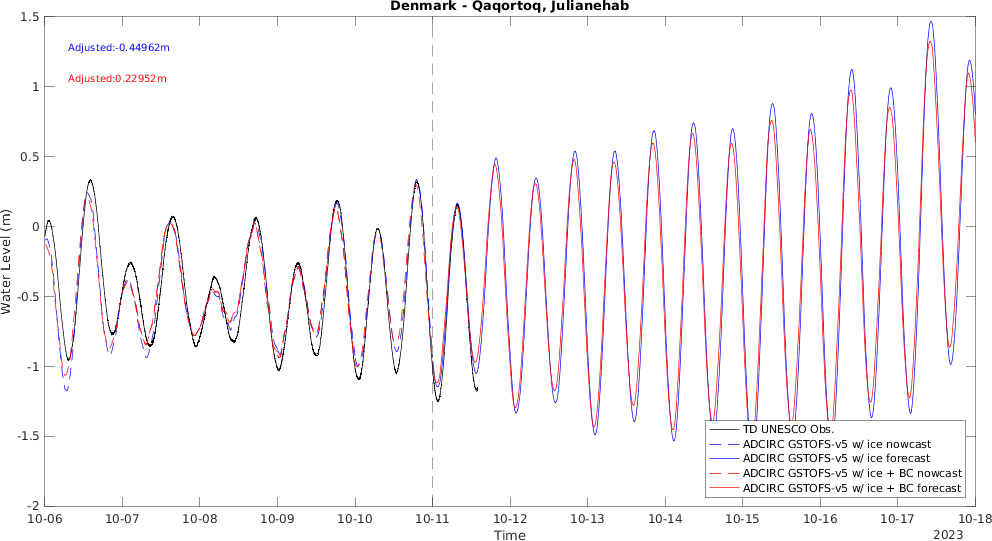 Denmark - Qaqortoq, Julianehab
Adjusted:-0.44962m
Adjusted:0.22952m
Water Level (m)
1.5
1
0.5
0
-0.5
-1
-1.5
-2
TD UNESCO Obs.
ADCIRC GSTOFS-v5 w/ ice nowcast
ADCIRC GSTOFS-v5 w/ ice forecast
ADCIRC GSTOFS-v5 w/ ice + BC nowcast
ADCIRC GSTOFS-v5 w/ ice + BC forecast
10-06 10-07 10-08 10-09 10-10 10-11 10-12 10-13 10-14 10-15 10-16 10-17 10-18
Time
2023